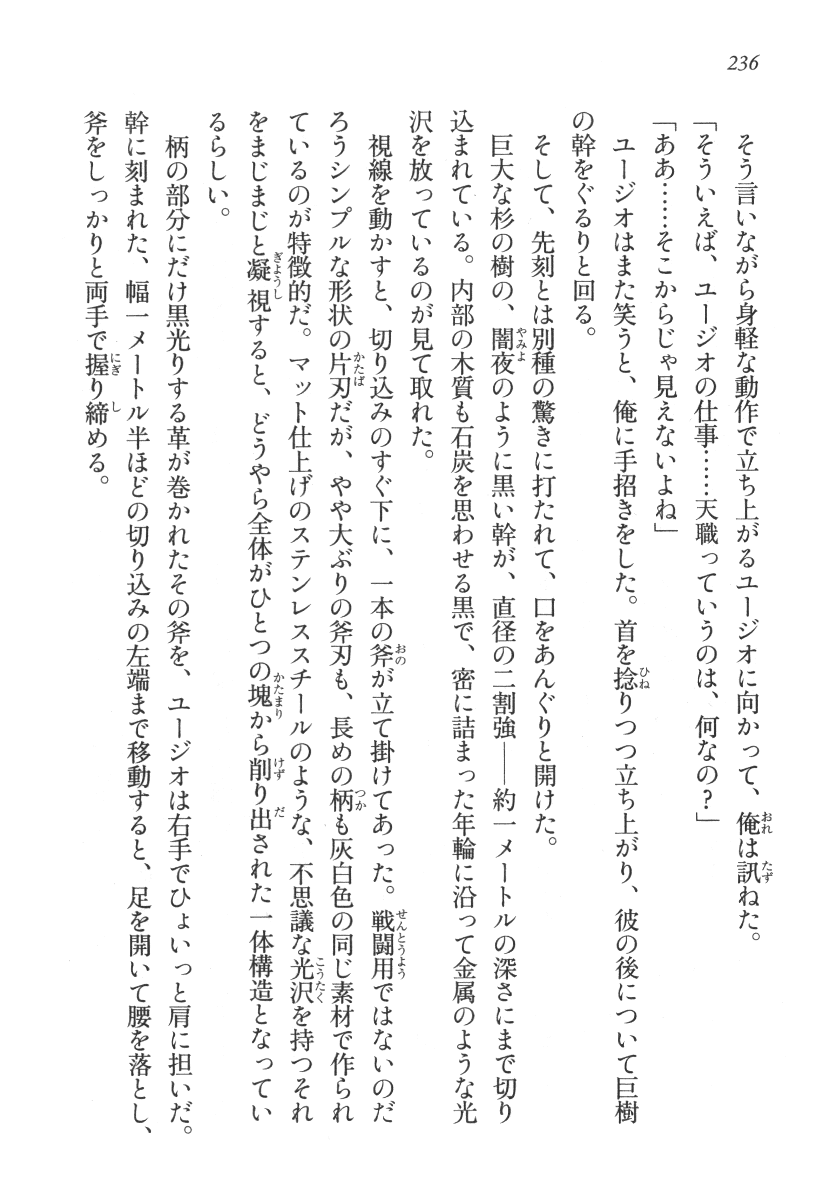 236
そう言いながら身軽な動作で立ち上がるユージオに向かって、俺は訊ねた。
「そういえば、ユージオの仕事……天職っていうのは、何なの？」
「ああ……そこからじゃ見えないよね」
ユージオはまた笑うと、俺に手招きをした。首を捻りつつ立ち上がり、彼の後について巨樹
の幹をぐるりと回る。
そして、先刻とは別種の驚きに打たれて、口をあんぐりと開けた。
巨大な杉の樹の、闇夜のように黒い幹が、直径の二割強――約一メートルの深さにまで切り
込まれている。内部の木質も石炭を思わせる黒で、密に詰まった年輪に沿って金属のような光
沢を放っているのが見て取れた。
視線を動かすと、切り込みのすぐ下に、一本の斧が立て掛けてあった。戦闘用ではないのだ
ろうシンプルな形状の片刃だが、やや大ぶりの斧刃も、長めの柄も灰白色の同じ素材で作られ
ているのが特徴的だ。マット仕上げのステンレススチールのような、不思議な光沢を持つそれ
をまじまじと凝視すると、どうやら全体がひとつの塊から削り出された一体構造となってい
るらしい。
柄の部分にだけ黒光りする革が巻かれたその斧を、ユージオは右手でひょいっと肩に担いだ。
幹に刻まれた、幅一メートル半ほどの切り込みの左端まで移動すると、足を開いて腰を落とし、
斧をしっかりと両手で握り締める。